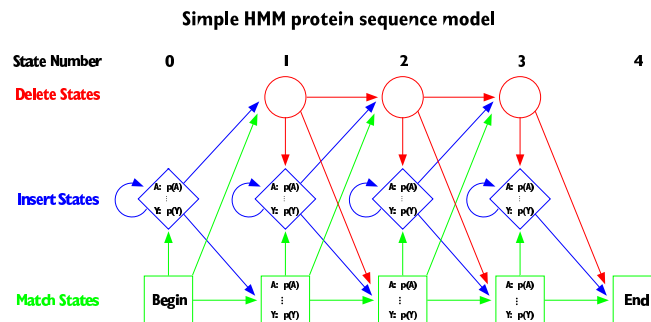 Simple HMM protein sequence model
State Number 0 1 2 3 4
Delete States
A: p(A) A: p(A) A: p(A) A: p(A)
⋮ ⋮ ⋮ ⋮
Insert States
Y: p(Y) Y: p(Y) Y: p(Y) Y: p(Y)
A: p(A) A: p(A) A: p(A)
Match States Begin ⋮ ⋮ ⋮ End
Y: p(Y) Y: p(Y) Y: p(Y)